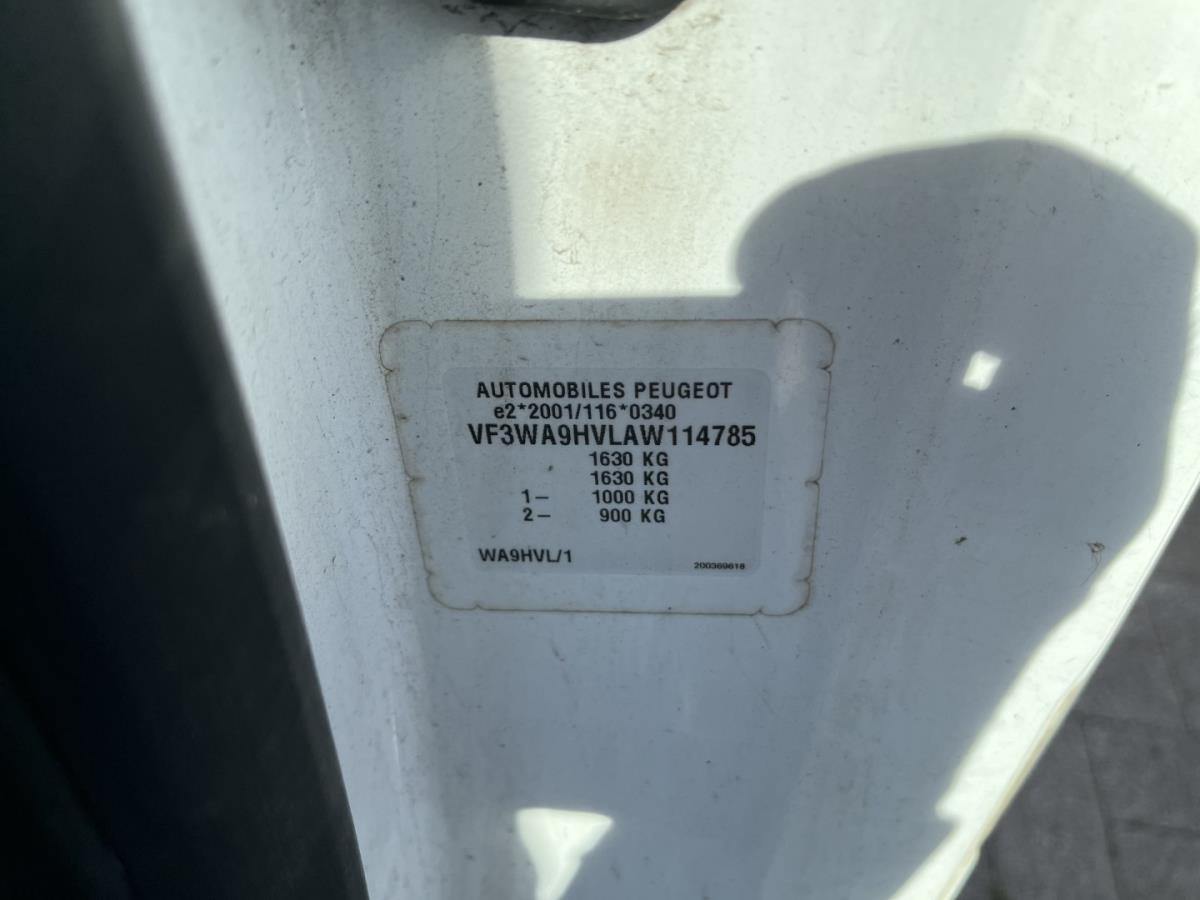 AUTOMOBILES PEUGEOT
e2*2001/116*0340
VF3WA9HVLAW114785
1630 KG
1630 KG
1– 1000 KG
2– 900 KG
WA9HVL/1
200369618